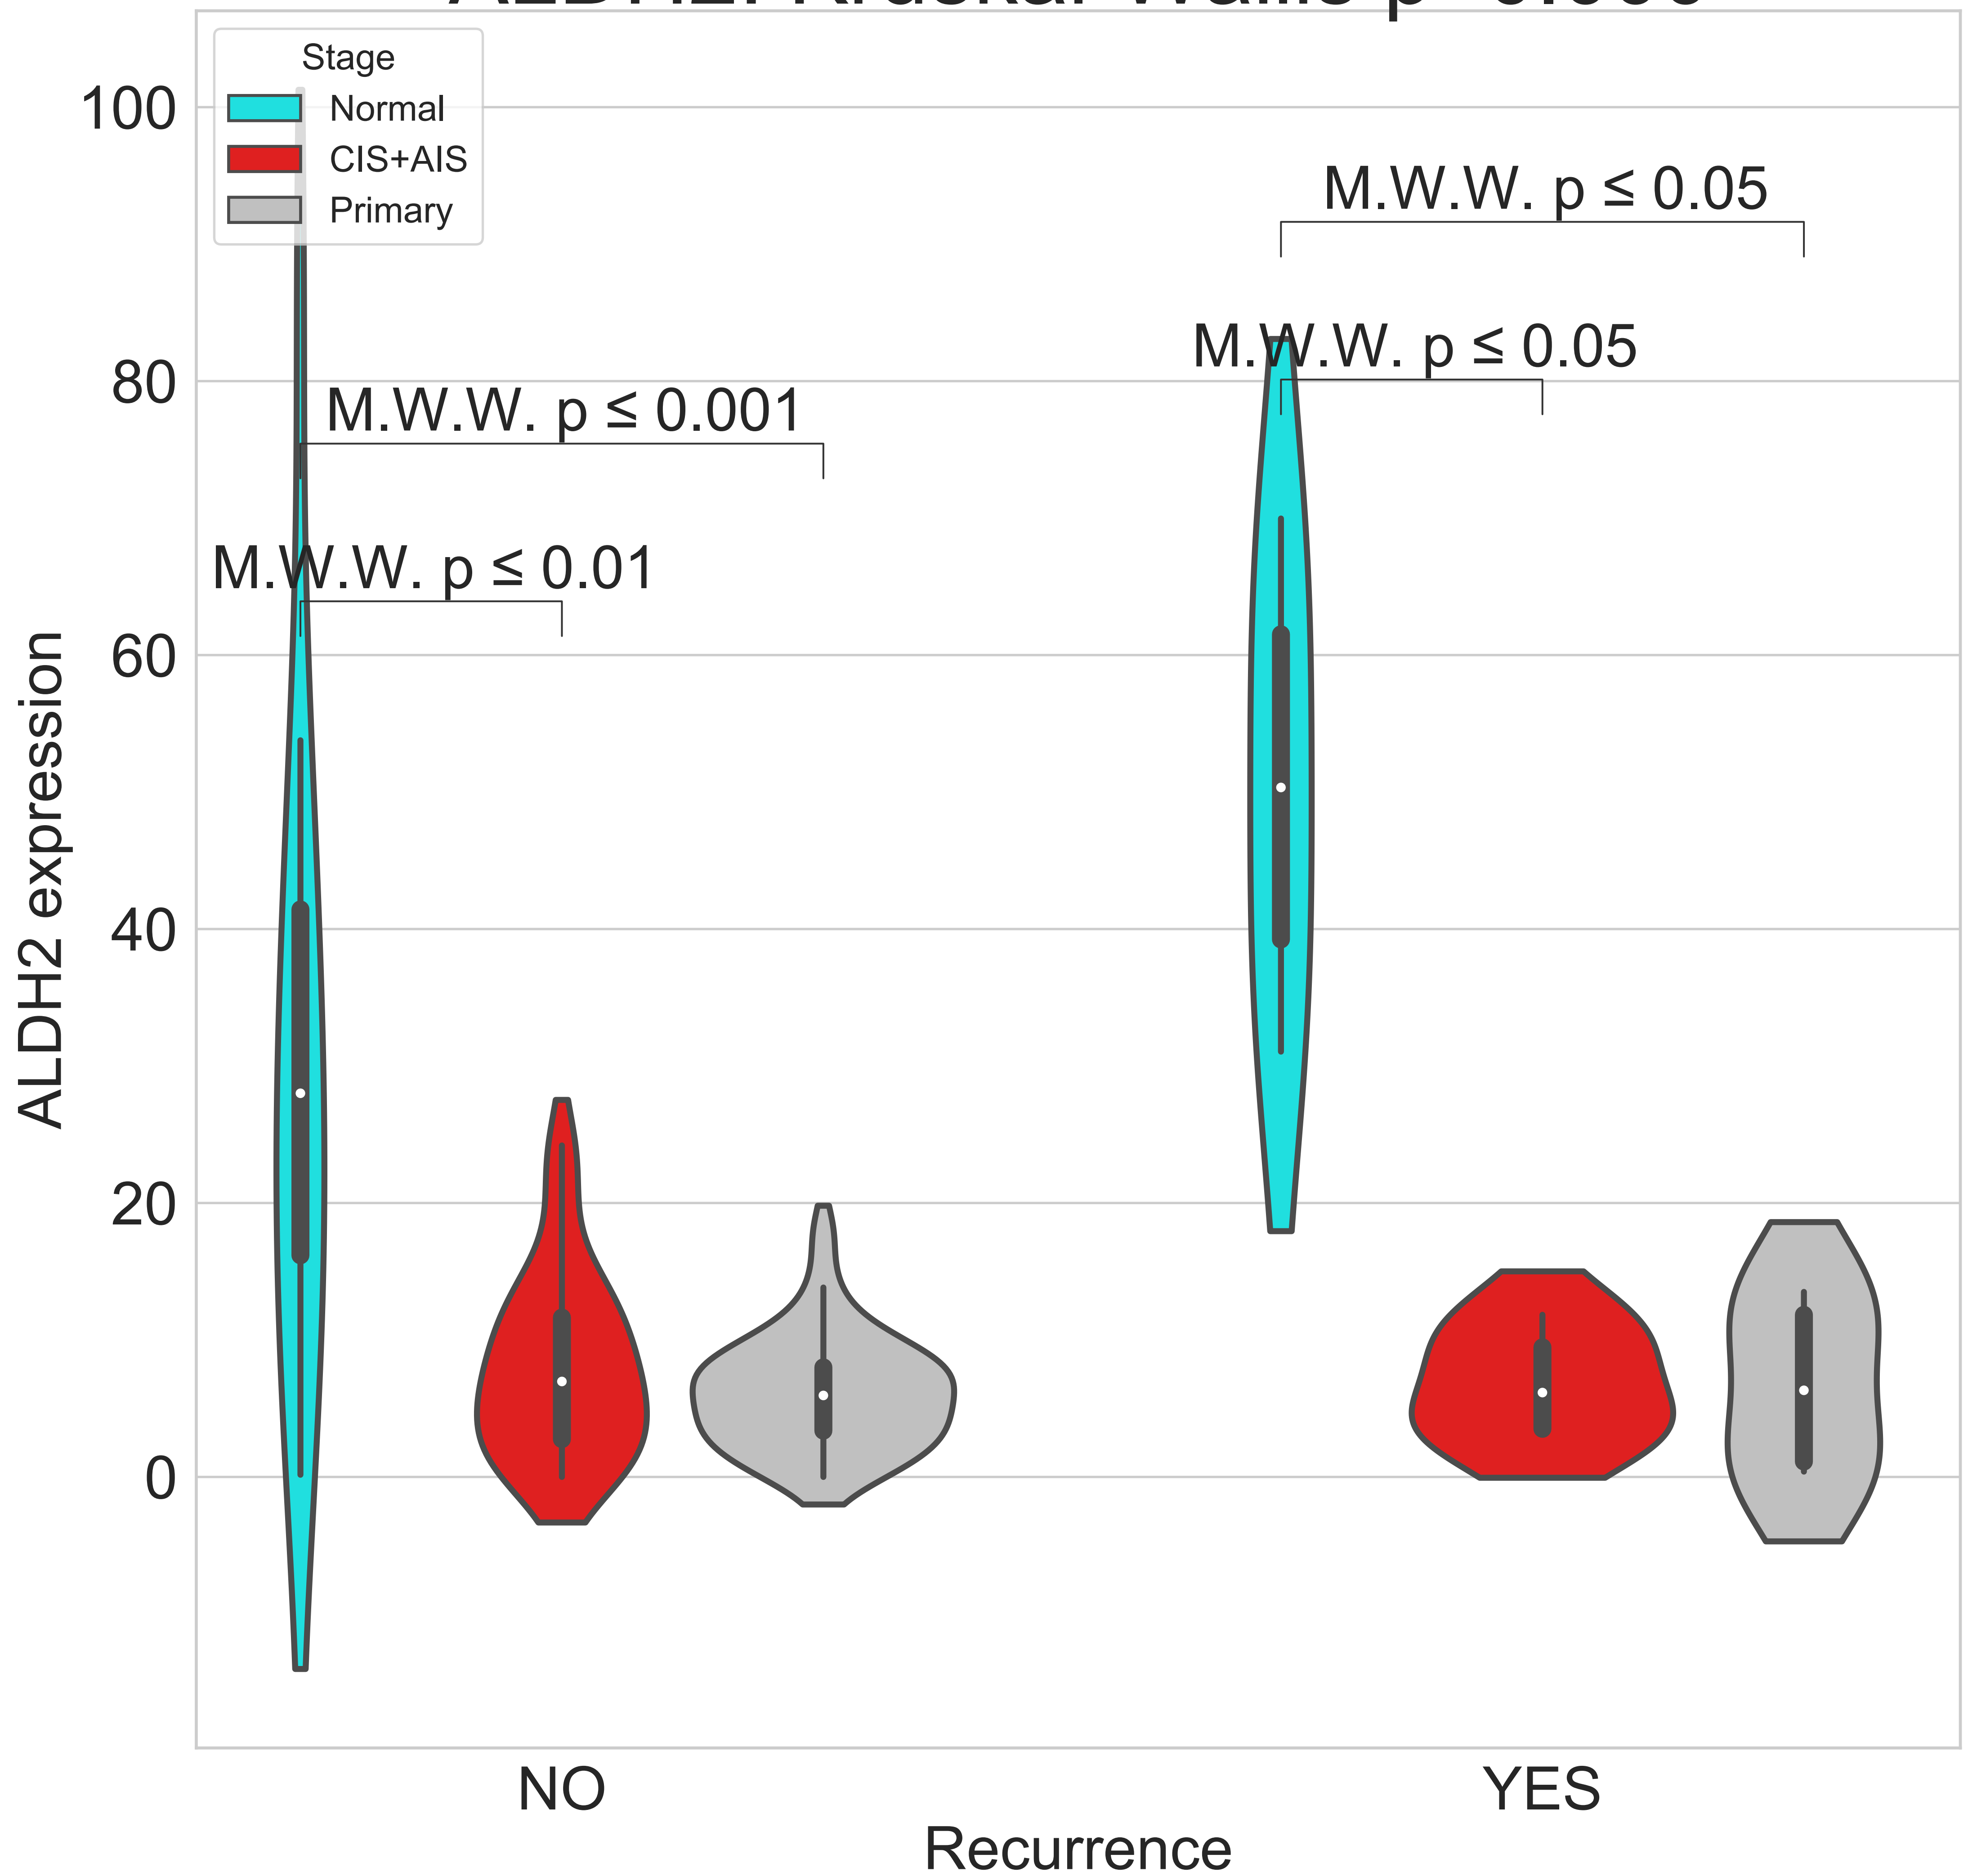 Stage
Normal
CIS+AIS
Primary
100
80
60
40
20
0
ALDH2 expression
M.W.W. p ≤ 0.05
M.W.W. p ≤ 0.05
M.W.W. p ≤ 0.001
M.W.W. p ≤ 0.01
NO
YES
Recurrence